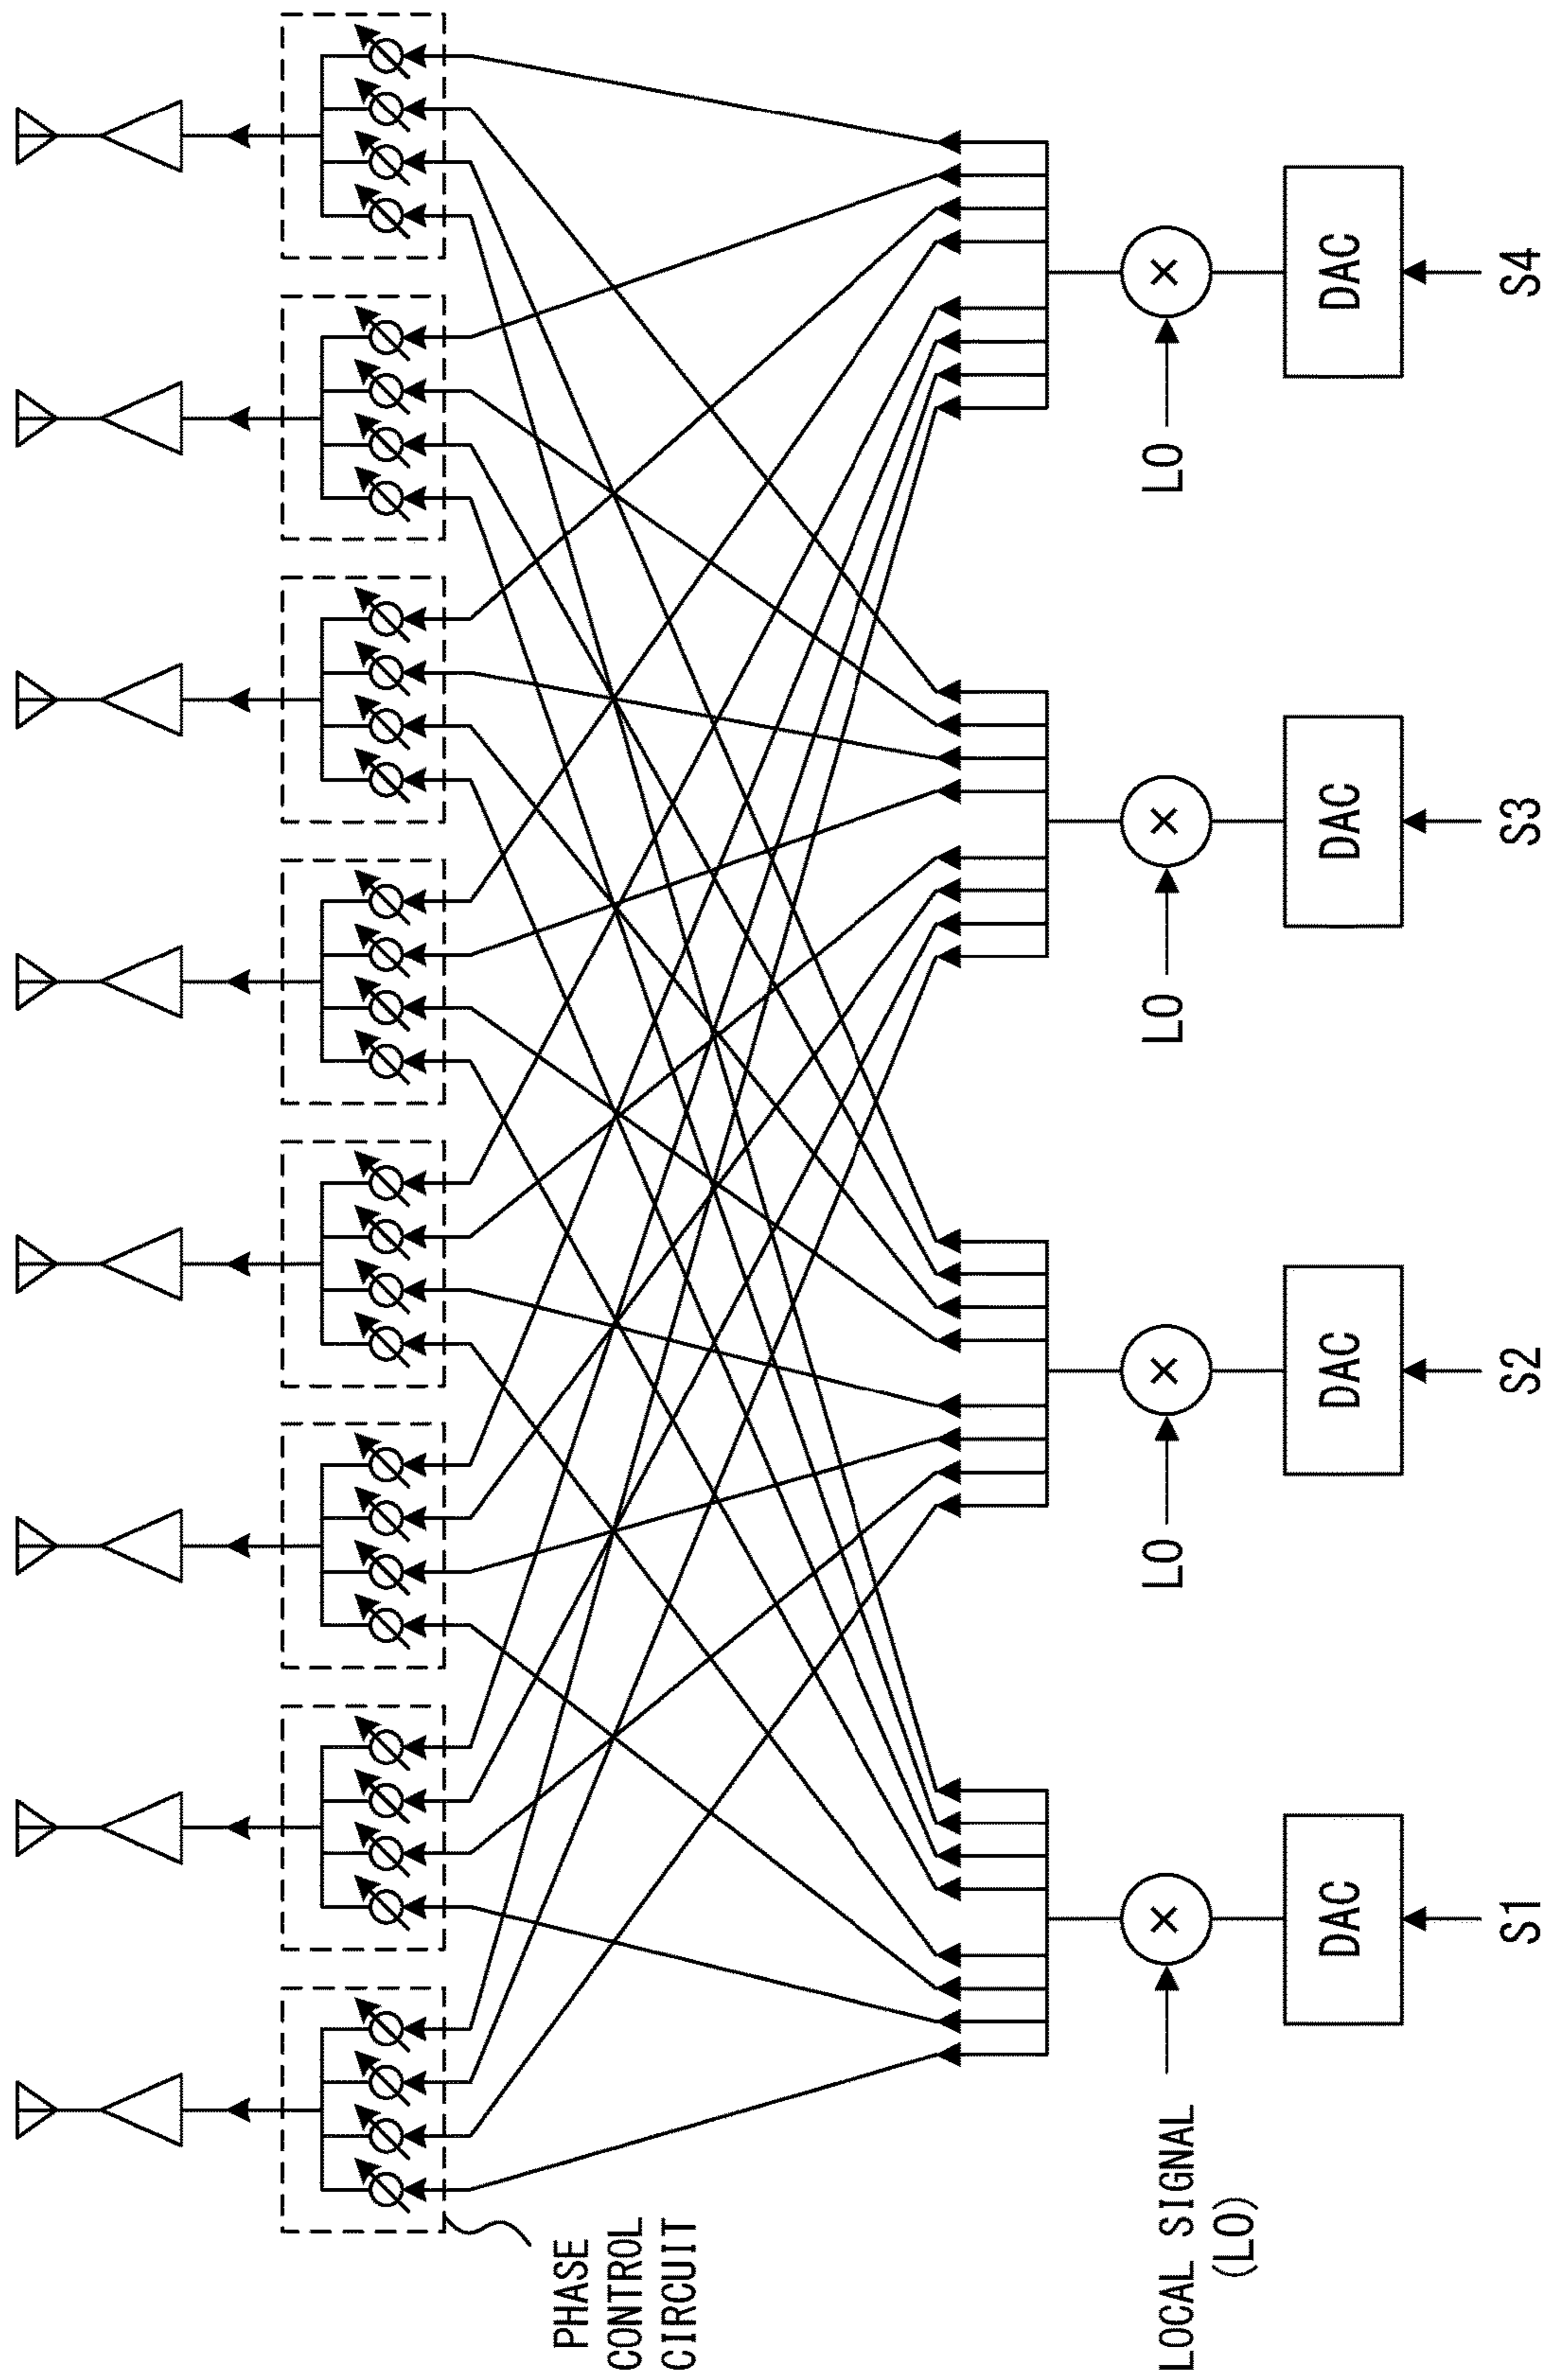 PHASE
CONTROL
CIRCUIT
LOCAL SIGNAL
(LO)
LO
LO
LO
DAC
DAC
DAC
DAC
S1
S2
S3
S4